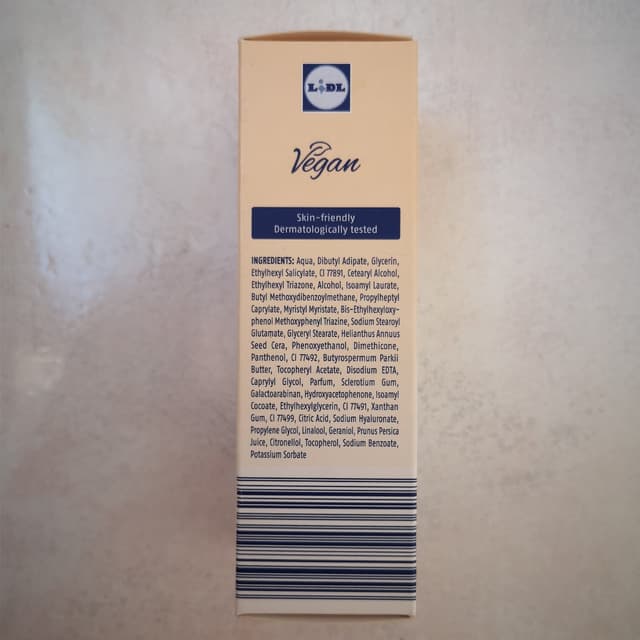 LIDL
Vegan
Skin-friendly
Dermatologically tested
INGREDIENTS: Aqua, Dibutyl Adipate, Glycerin,
Ethylhexyl Salicylate, CI 77891, Cetearyl Alcohol,
Ethylhexyl Triazone, Alcohol, Isoamyl Laurate,
Butyl Methoxydibenzoylmethane, Propylheptyl
Caprylate, Myristyl Myristate, Bis-Ethylhexyloxy-
phenol Methoxyphenyl Triazine, Sodium Stearoyl
Glutamate, Glyceryl Stearate, Helianthus Annuus
Seed Cera, Phenoxyethanol, Dimethicone,
Panthenol, CI 77492, Butyrospermum Parkii
Butter, Tocopheryl Acetate, Disodium EDTA,
Caprylyl Glycol, Parfum, Sclerotium Gum,
Galactoarabinan, Hydroxyacetophenone, Isoamyl
Cocoate, Ethylhexylglycerin, CI 77491, Xanthan
Gum, CI 77499, Citric Acid, Sodium Hyaluronate,
Propylene Glycol, Linalool, Geraniol, Prunus Persica
Juice, Citronellol, Tocopherol, Sodium Benzoate,
Potassium Sorbate